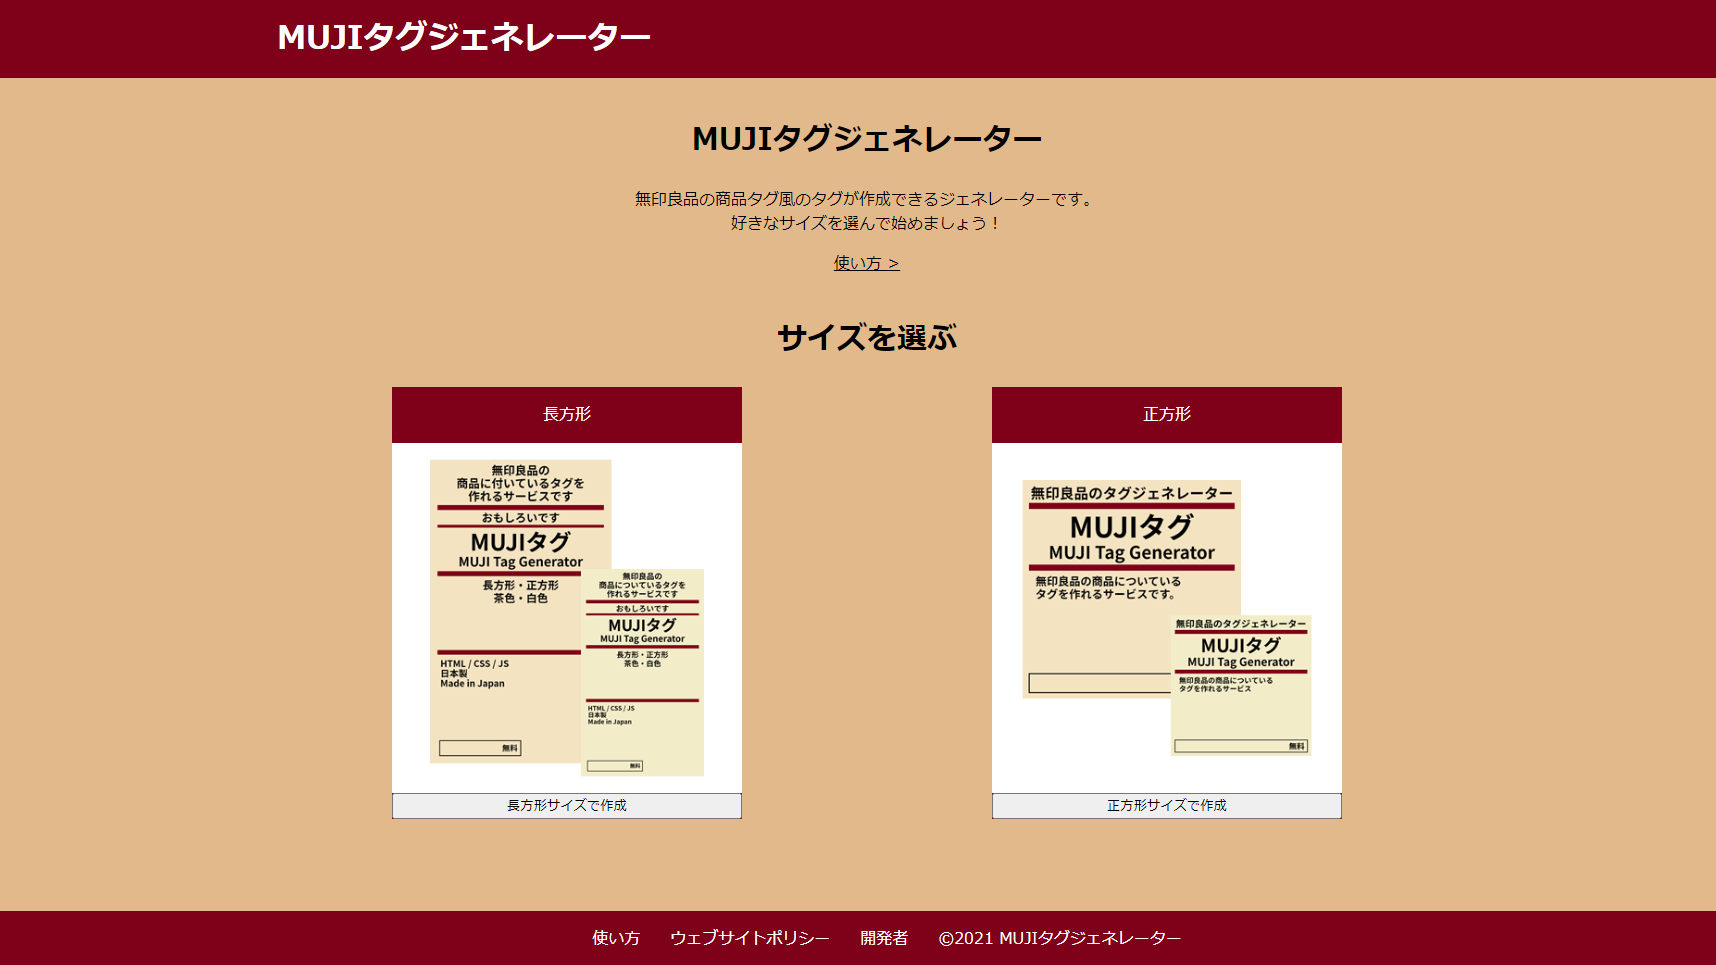 MUJIタグジェネレーター
MUJIタグジェネレーター
無印良品の商品タグ風のタグが作成できるジェネレーターです。
好きなサイズを選んで始めましょう！
使い方 >
サイズを選ぶ
長方形
無印良品の
商品に付いているタグを
作れるサービスです
おもしろいです
MUJIタグ
MUJI Tag Generator
長方形・正方形
茶色・白色
HTML / CSS / JS
日本製
Made in Japan
無料
無印良品の
商品についているタグを
作れるサービスです
おもしろいです
MUJIタグ
MUJI Tag Generator
長方形・正方形
茶色・白色
HTML / CSS / JS
日本製
Made in Japan
無料
長方形サイズで作成
正方形
無印良品のタグジェネレーター
MUJIタグ
MUJI Tag Generator
無印良品の商品についている
タグを作れるサービスです。
無印良品のタグジェネレーター
MUJIタグ
MUJI Tag Generator
無印良品の商品についている
タグを作れるサービス
無料
正方形サイズで作成
使い方 ウェブサイトポリシー 開発者 ©2021 MUJIタグジェネレーター